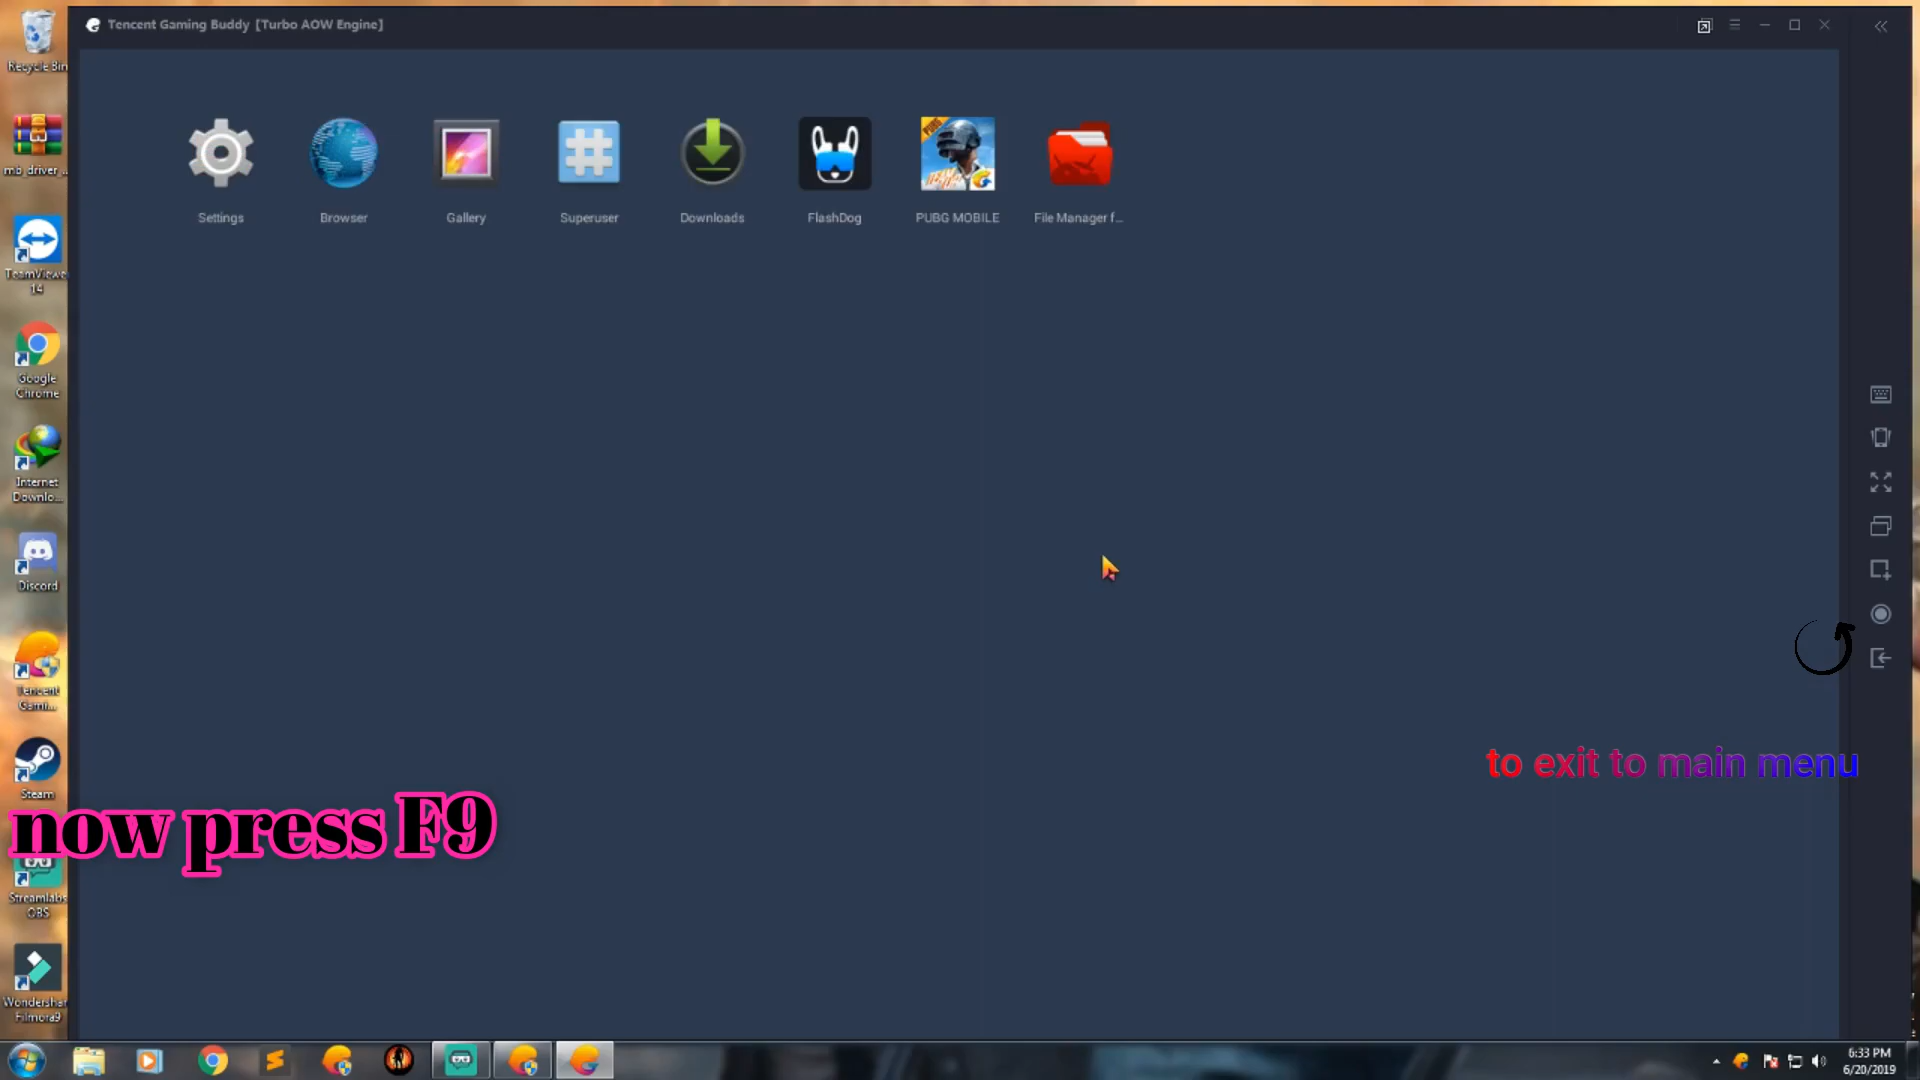 Tencent Gaming Buddy [Turbo AOW Engine]
Recycle Bin
mb_driver_...
TeamViewer
14
Google
Chrome
Internet
Downlo...
Discord
Tencent
Gami...
Steam
Streamlabs
OBS
Wondershar
Filmora9
Settings
Browser
Gallery
Superuser
Downloads
FlashDog
PUBG MOBILE
File Manager f...
to exit to main menu
now press F9
6:33 PM
6/20/2019